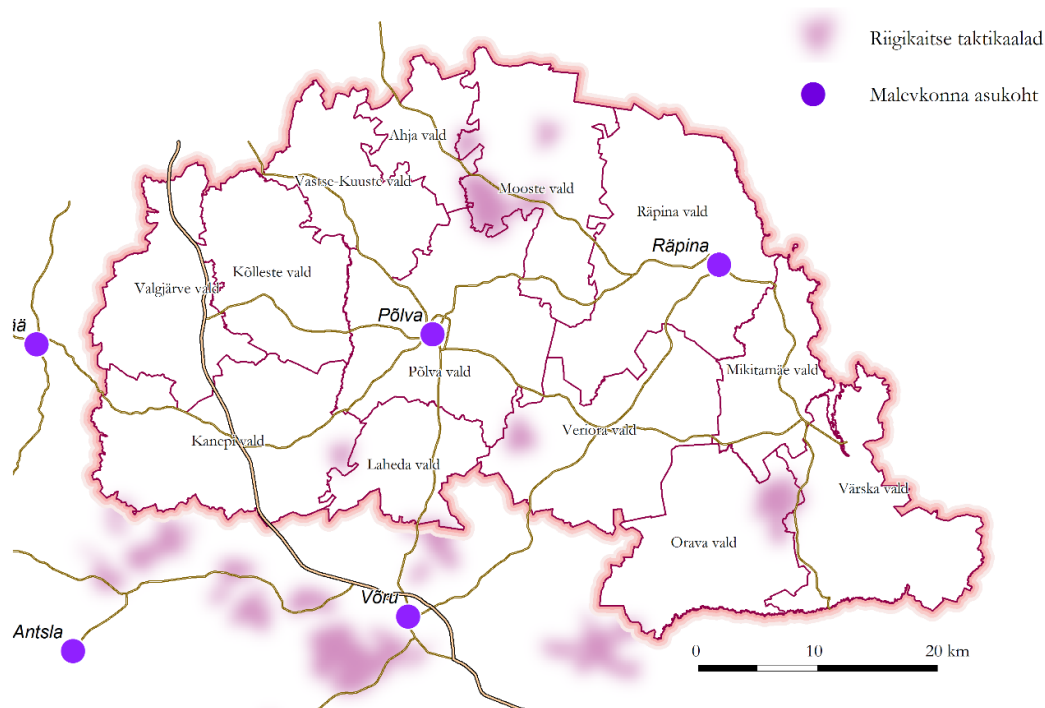 Riigikaitse taktikaalad
Malevkonna asukoht
Ahja vald
Vastse-Kuuste vald
Mooste vald
Räpina vald
Räpina
Kõlleste vald
Valgjärve vald
Põlva
ää
Põlva vald
Mikitamäe vald
Kanepi vald
Veriora vald
Laheda vald
Värska vald
Orava vald
Võru
Antsla
0 10 20 km